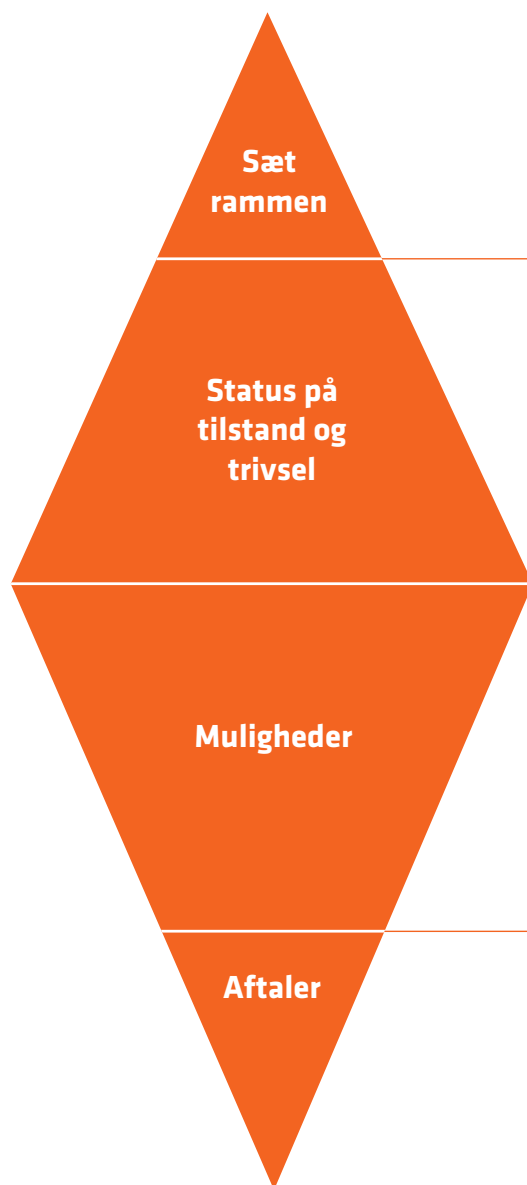 Sæt
rammen
Status på
tilstand og
trivsel
Muligheder
Aftaler